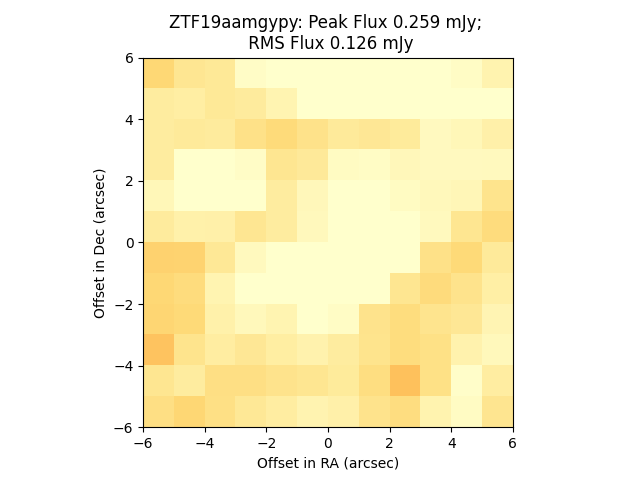 ZTF19aamgypy: Peak Flux 0.259 mJy;
RMS Flux 0.126 mJy
6
4
2
0
−2
−4
−6
Offset in Dec (arcsec)
−6 −4 −2 0 2 4 6
Offset in RA (arcsec)